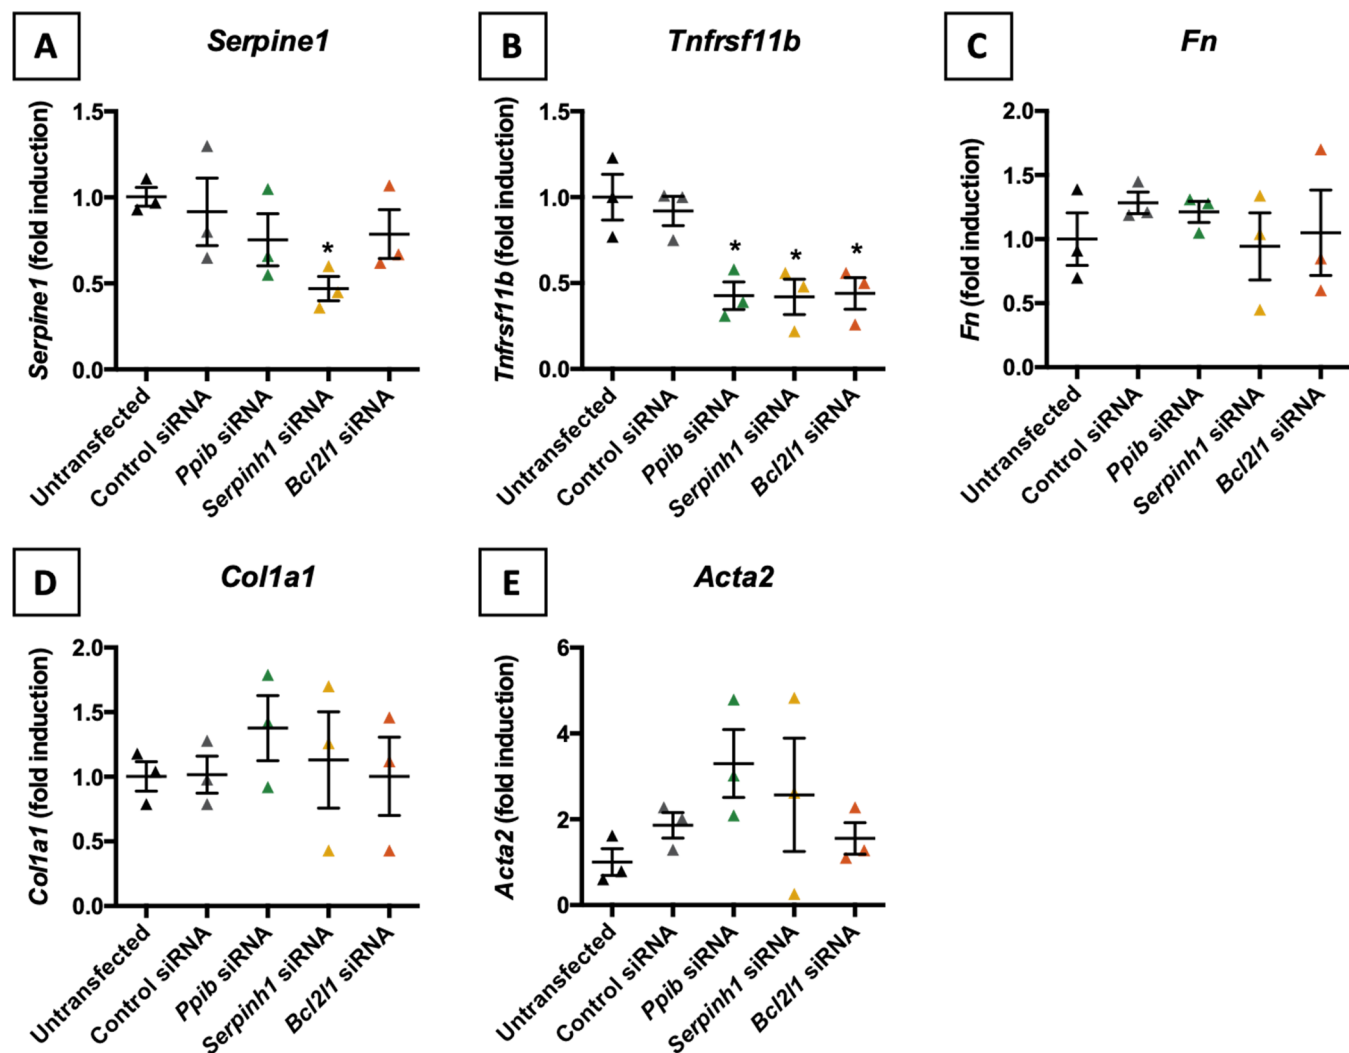 A
Serpine1
Serpine1 (fold induction)
1.5
1.0
0.5
0.0
*
Untransfected
Control siRNA
Ppib siRNA
Serpinh1 siRNA
Bcl2l1 siRNA
B
Tnfrsf11b
Tnfrsf11b (fold induction)
1.5
1.0
0.5
0.0
* * *
Untransfected
Control siRNA
Ppib siRNA
Serpinh1 siRNA
Bcl2l1 siRNA
C
Fn
Fn (fold induction)
2.0
1.5
1.0
0.5
0.0
Untransfected
Control siRNA
Ppib siRNA
Serpinh1 siRNA
Bcl2l1 siRNA
D
Col1a1
Col1a1 (fold induction)
2.0
1.5
1.0
0.5
0.0
Untransfected
Control siRNA
Ppib siRNA
Serpinh1 siRNA
Bcl2l1 siRNA
E
Acta2
Acta2 (fold induction)
6
4
2
0
Untransfected
Control siRNA
Ppib siRNA
Serpinh1 siRNA
Bcl2l1 siRNA